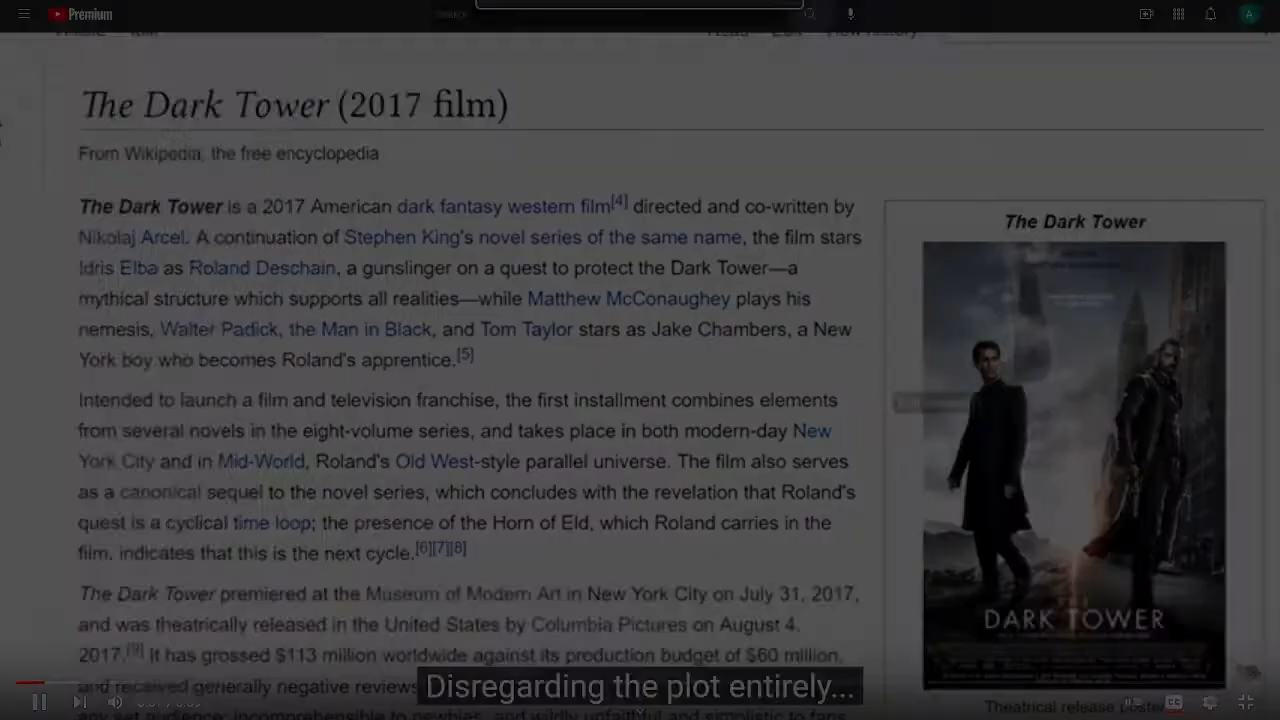 Premium
The Dark Tower (2017 film)
From Wikipedia, the free encyclopedia
The Dark Tower is a 2017 American dark fantasy western film[4] directed and co-written by
Nikolaj Arcel. A continuation of Stephen King's novel series of the same name, the film stars
Idris Elba as Roland Deschain, a gunslinger on a quest to protect the Dark Tower—a
mythical structure which supports all realities—while Matthew McConaughey plays his
nemesis, Walter Padick, the Man in Black, and Tom Taylor stars as Jake Chambers, a New
York boy who becomes Roland's apprentice.[5]
Intended to launch a film and television franchise, the first installment combines elements
from several novels in the eight-volume series, and takes place in both modern-day New
York City and in Mid-World, Roland's Old West-style parallel universe. The film also serves
as a canonical sequel to the novel series, which concludes with the revelation that Roland's
quest is a cyclical time loop; the presence of the Horn of Eld, which Roland carries in the
film, indicates that this is the next cycle.[6][7][8]
The Dark Tower premiered at the Museum of Modern Art in New York City on July 31, 2017,
and was theatrically released in the United States by Columbia Pictures on August 4,
2017.[9] It has grossed $113 million worldwide against its production budget of $60 million,
and received generally negative reviews
The Dark Tower
DARK TOWER
Theatrical release poster
Disregarding the plot entirely...